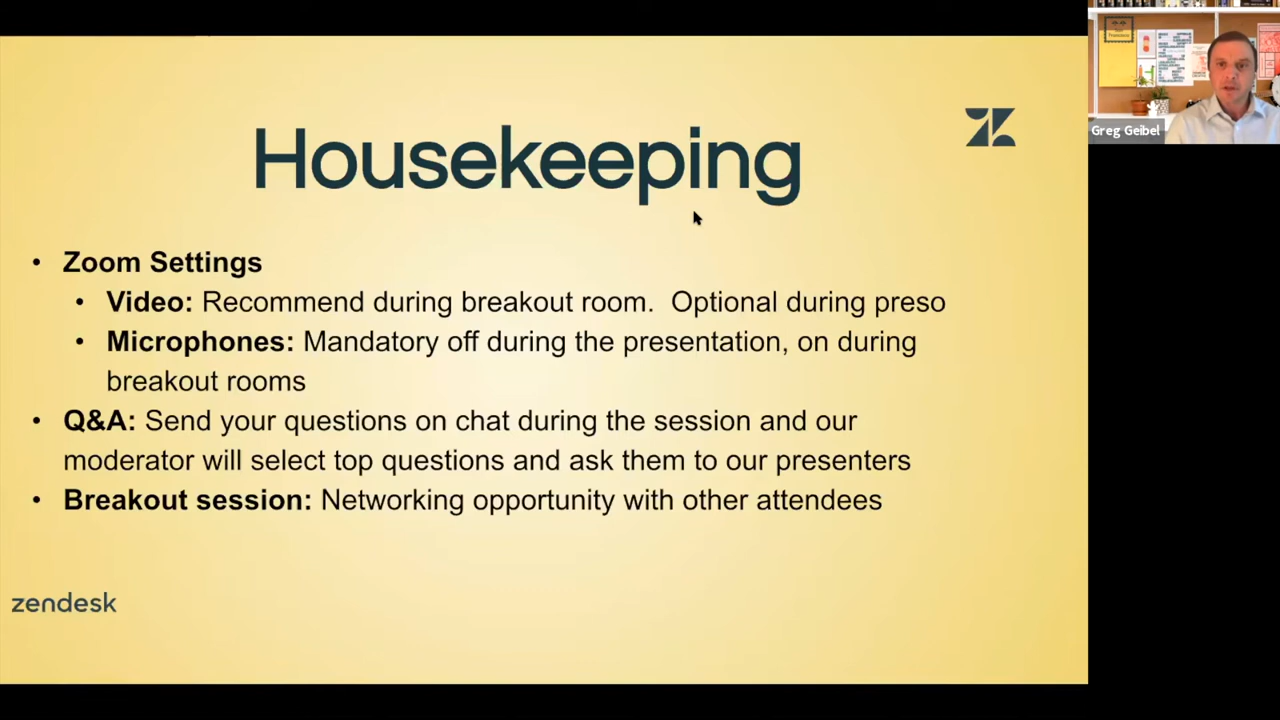 Housekeeping
• Zoom Settings
• Video: Recommend during breakout room.  Optional during preso
• Microphones: Mandatory off during the presentation, on during
breakout rooms
• Q&A: Send your questions on chat during the session and our
moderator will select top questions and ask them to our presenters
• Breakout session: Networking opportunity with other attendees
zendesk
Greg Geibel